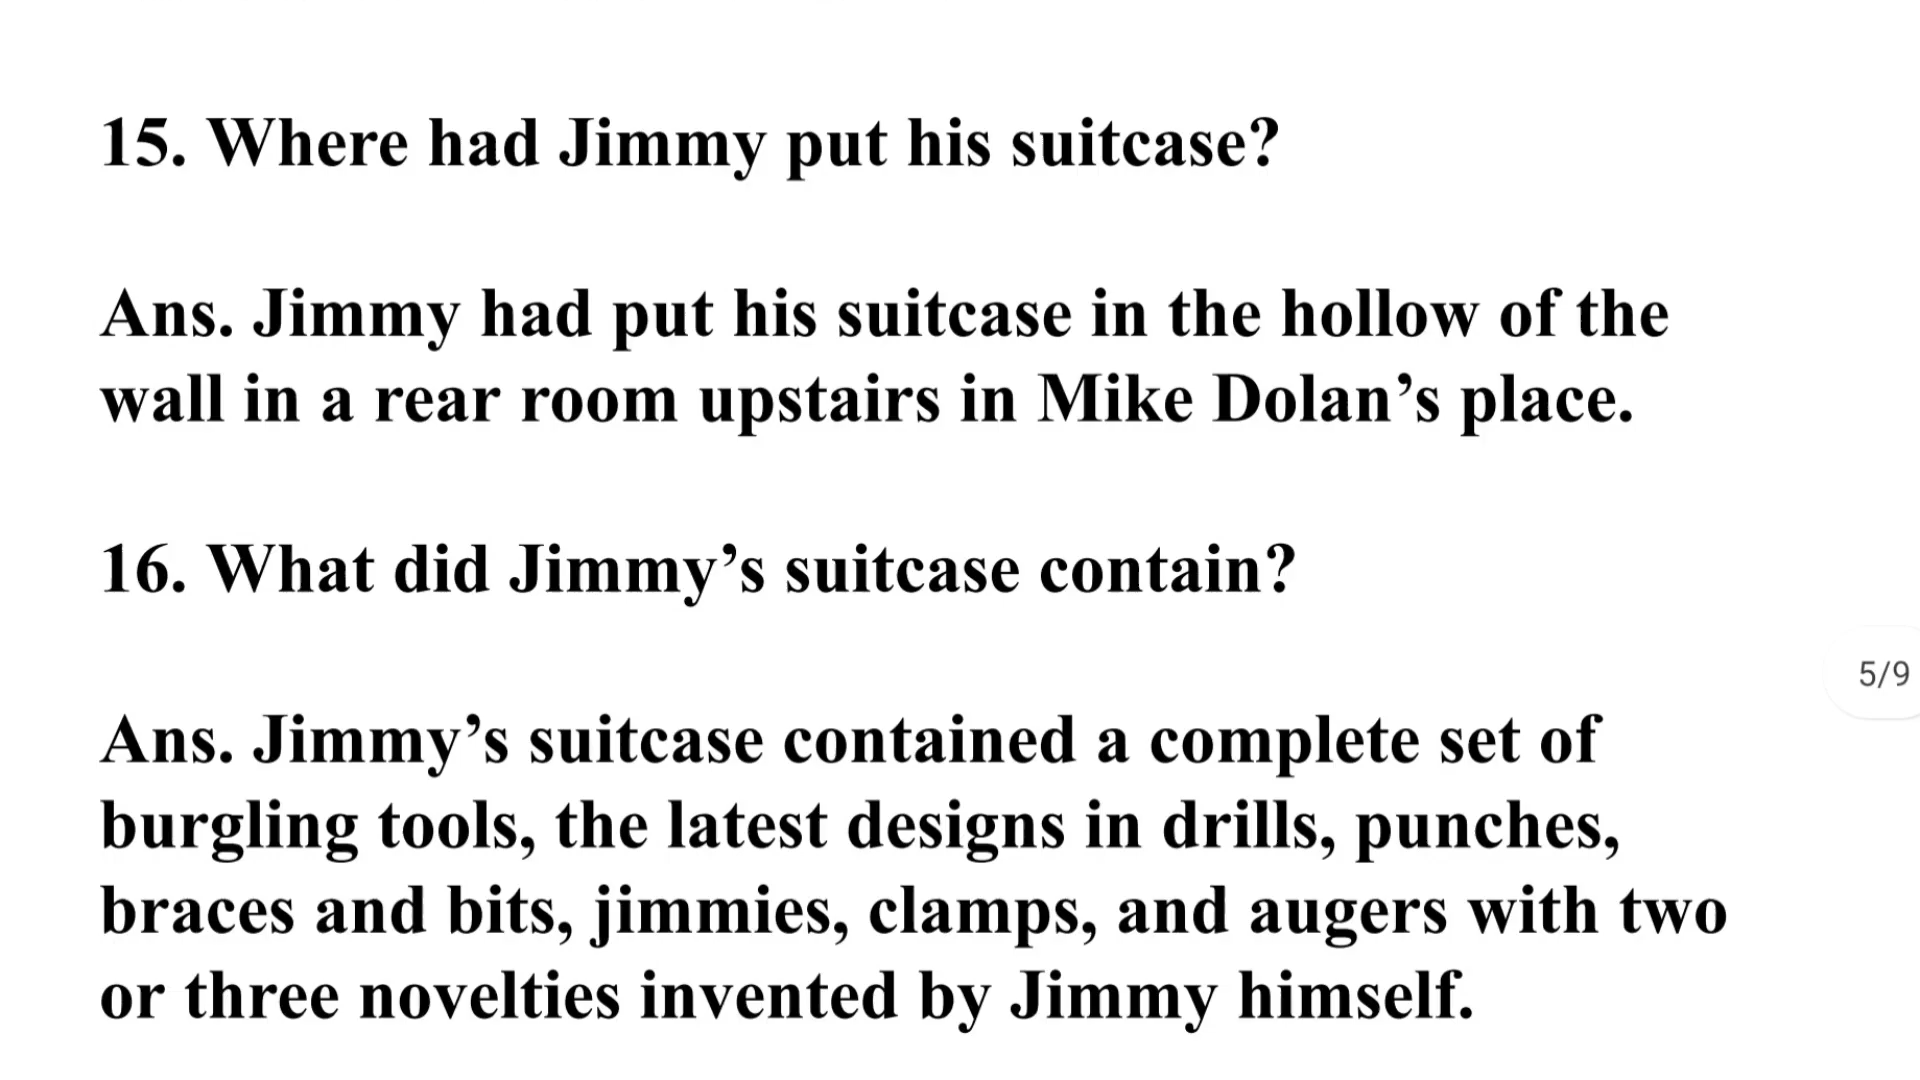 15. Where had Jimmy put his suitcase?
Ans. Jimmy had put his suitcase in the hollow of the
wall in a rear room upstairs in Mike Dolan’s place.
16. What did Jimmy’s suitcase contain?
5/9
Ans. Jimmy’s suitcase contained a complete set of
burgling tools, the latest designs in drills, punches,
braces and bits, jimmies, clamps, and augers with two
or three novelties invented by Jimmy himself.